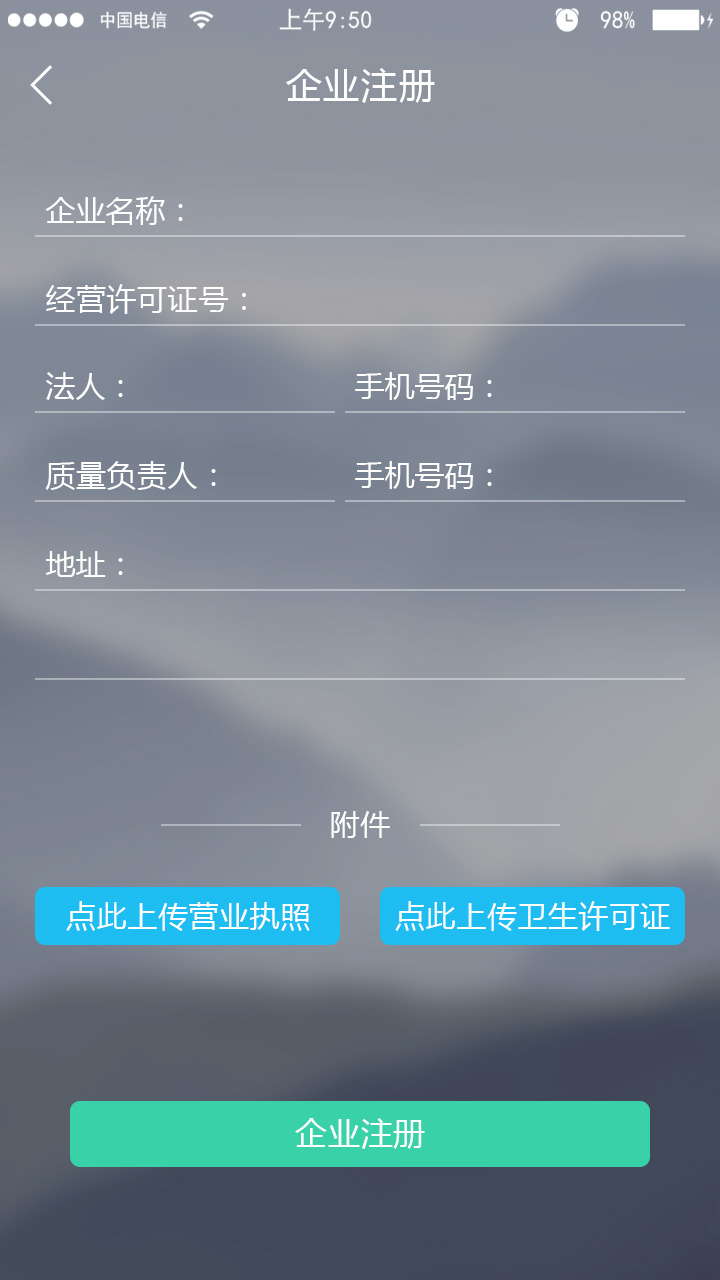 中国电信 上午9:50 98%
企业注册
企业名称：
经营许可证号：
法人： 手机号码：
质量负责人： 手机号码：
地址：
附件
点此上传营业执照 点此上传卫生许可证
企业注册